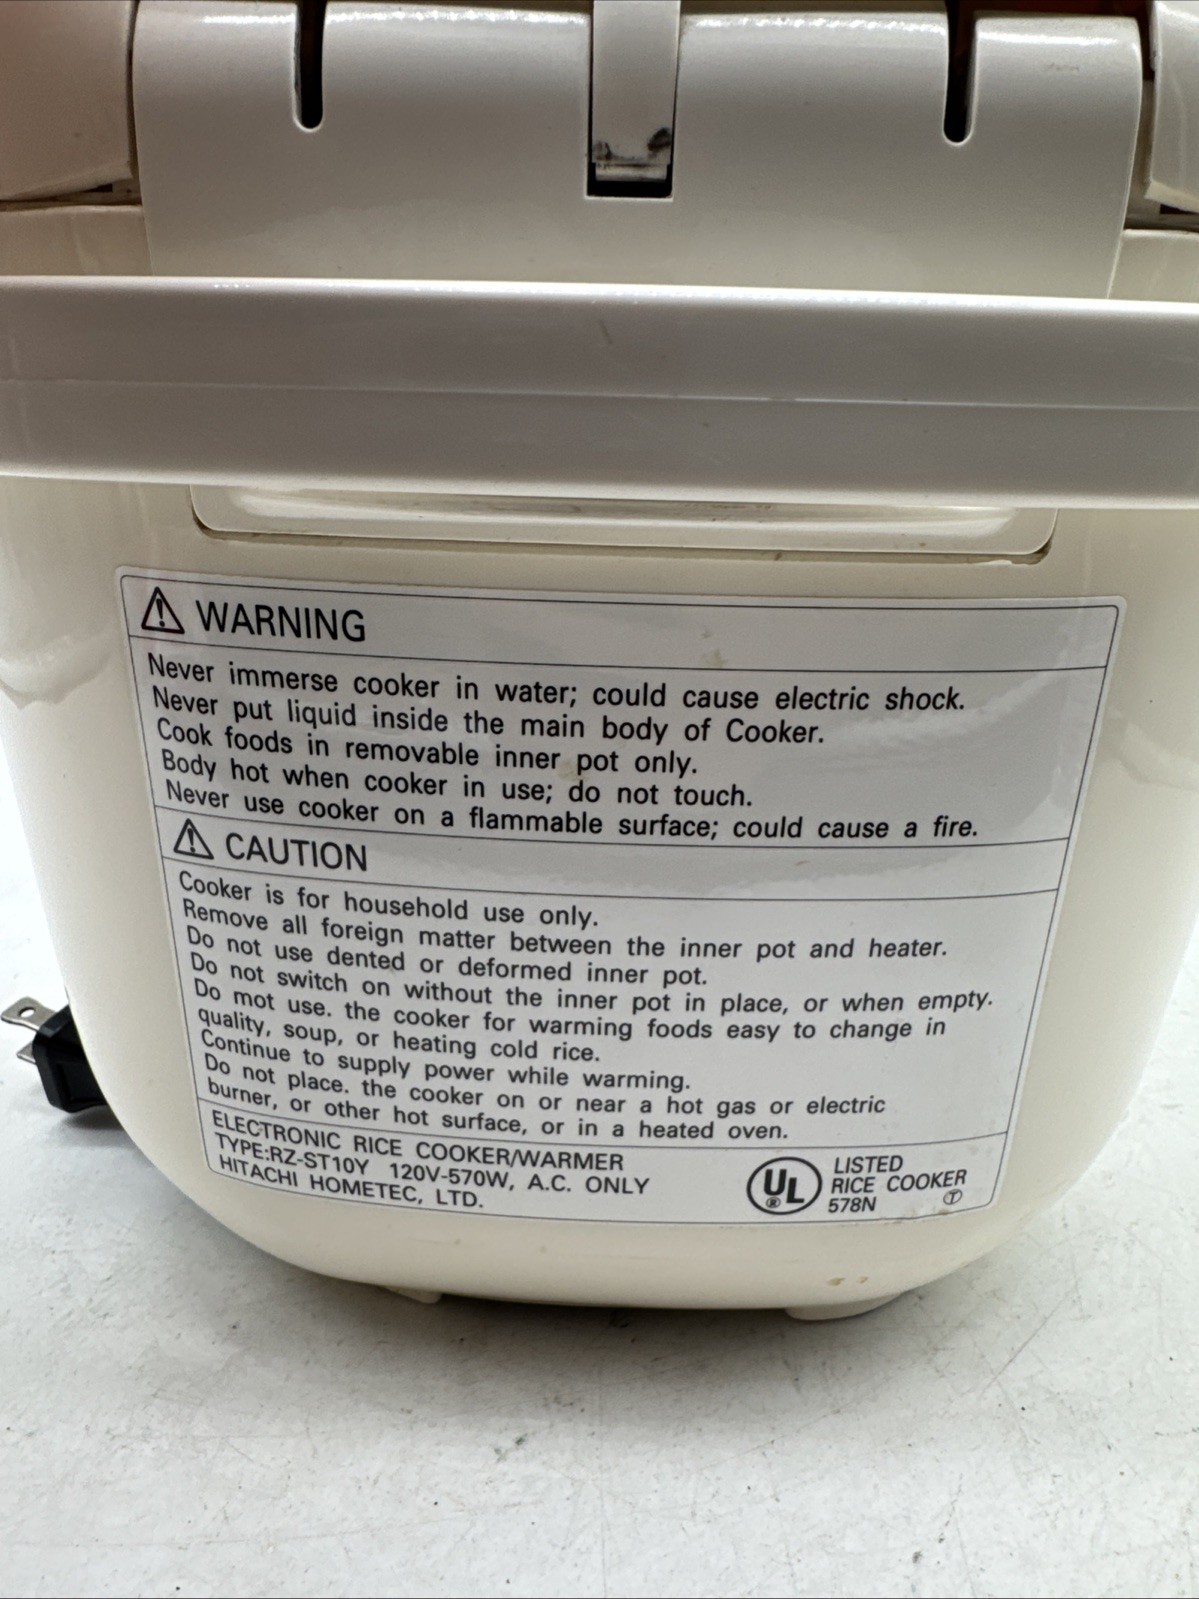 WARNING
Never immerse cooker in water; could cause electric shock.
Never put liquid inside the main body of Cooker.
Cook foods in removable inner pot only.
Body hot when cooker in use; do not touch.
Never use cooker on a flammable surface; could cause a fire.
CAUTION
Cooker is for household use only.
Remove all foreign matter between the inner pot and heater.
Do not use dented or deformed inner pot.
Do not switch on without the inner pot in place, or when empty.
Do mot use. the cooker for warming foods easy to change in
quality, soup, or heating cold rice.
Continue to supply power while warming.
Do not place. the cooker on or near a hot gas or electric
burner, or other hot surface, or in a heated oven.
ELECTRONIC RICE COOKER/WARMER
TYPE:RZ-ST10Y 120V-570W, A.C. ONLY
HITACHI HOMETEC, LTD.
UL ®
LISTED
RICE COOKER
578N Ⓣ